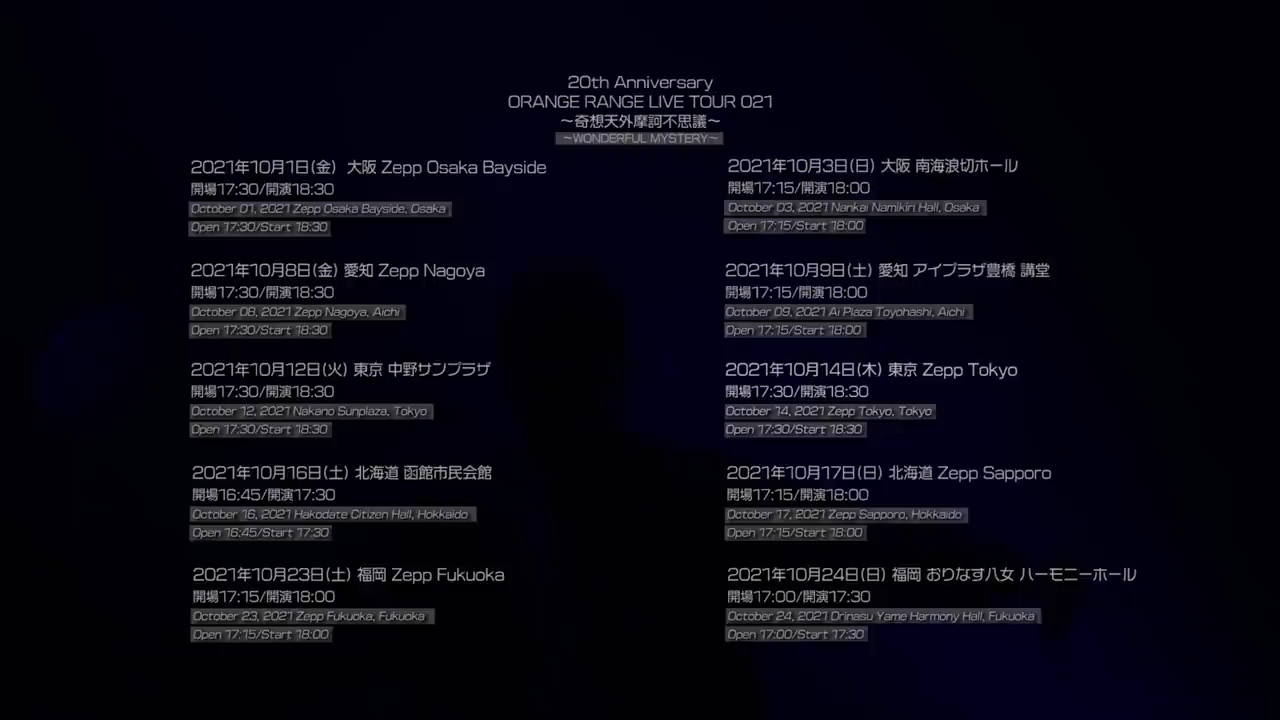 20th Anniversary
ORANGE RANGE LIVE TOUR 021
～奇想天外摩訶不思議～
～WONDERFUL MYSTERY～
2021年10月1日(金) 大阪 Zepp Osaka Bayside
開場17:30/開演18:30
October 01, 2021 Zepp Osaka Bayside, Osaka
Open 17:30/Start 18:30
2021年10月3日(日) 大阪 南海浪切ホール
開場17:15/開演18:00
October 03, 2021 Nankai Namikiri Hall, Osaka
Open 17:15/Start 18:00
2021年10月8日(金) 愛知 Zepp Nagoya
開場17:30/開演18:30
October 08, 2021 Zepp Nagoya, Aichi
Open 17:30/Start 18:30
2021年10月9日(土) 愛知 アイプラザ豊橋 講堂
開場17:15/開演18:00
October 09, 2021 Ai Plaza Toyohashi, Aichi
Open 17:15/Start 18:00
2021年10月12日(火) 東京 中野サンプラザ
開場17:30/開演18:30
October 12, 2021 Nakano Sunplaza, Tokyo
Open 17:30/Start 18:30
2021年10月14日(木) 東京 Zepp Tokyo
開場17:30/開演18:30
October 14, 2021 Zepp Tokyo, Tokyo
Open 17:30/Start 18:30
2021年10月16日(土) 北海道 函館市民会館
開場16:45/開演17:30
October 16, 2021 Hakodate Citizen Hall, Hokkaido
Open 16:45/Start 17:30
2021年10月17日(日) 北海道 Zepp Sapporo
開場17:15/開演18:00
October 17, 2021 Zepp Sapporo, Hokkaido
Open 17:15/Start 18:00
2021年10月23日(土) 福岡 Zepp Fukuoka
開場17:15/開演18:00
October 23, 2021 Zepp Fukuoka, Fukuoka
Open 17:15/Start 18:00
2021年10月24日(日) 福岡 おりなす八女 ハーモニーホール
開場17:00/開演17:30
October 24, 2021 Orinasu Yame Harmony Hall, Fukuoka
Open 17:00/Start 17:30